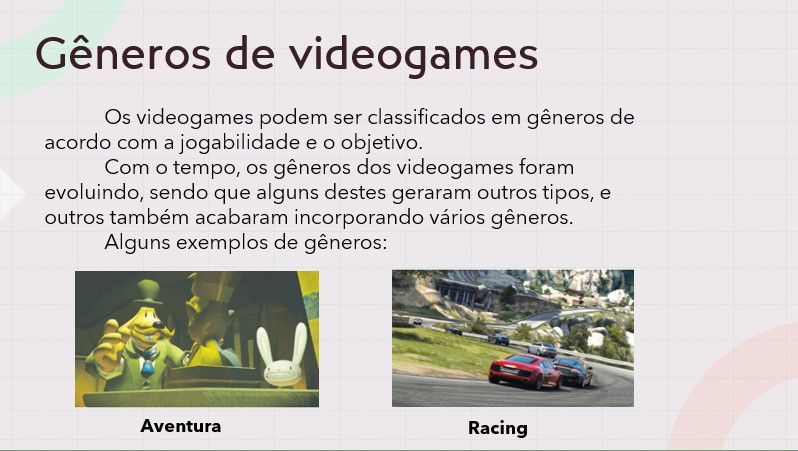 Gêneros de videogames
Os videogames podem ser classificados em gêneros de
acordo com a jogabilidade e o objetivo.
Com o tempo, os gêneros dos videogames foram
evoluindo, sendo que alguns destes geraram outros tipos, e
outros também acabaram incorporando vários gêneros.
Alguns exemplos de gêneros:
Aventura
Racing